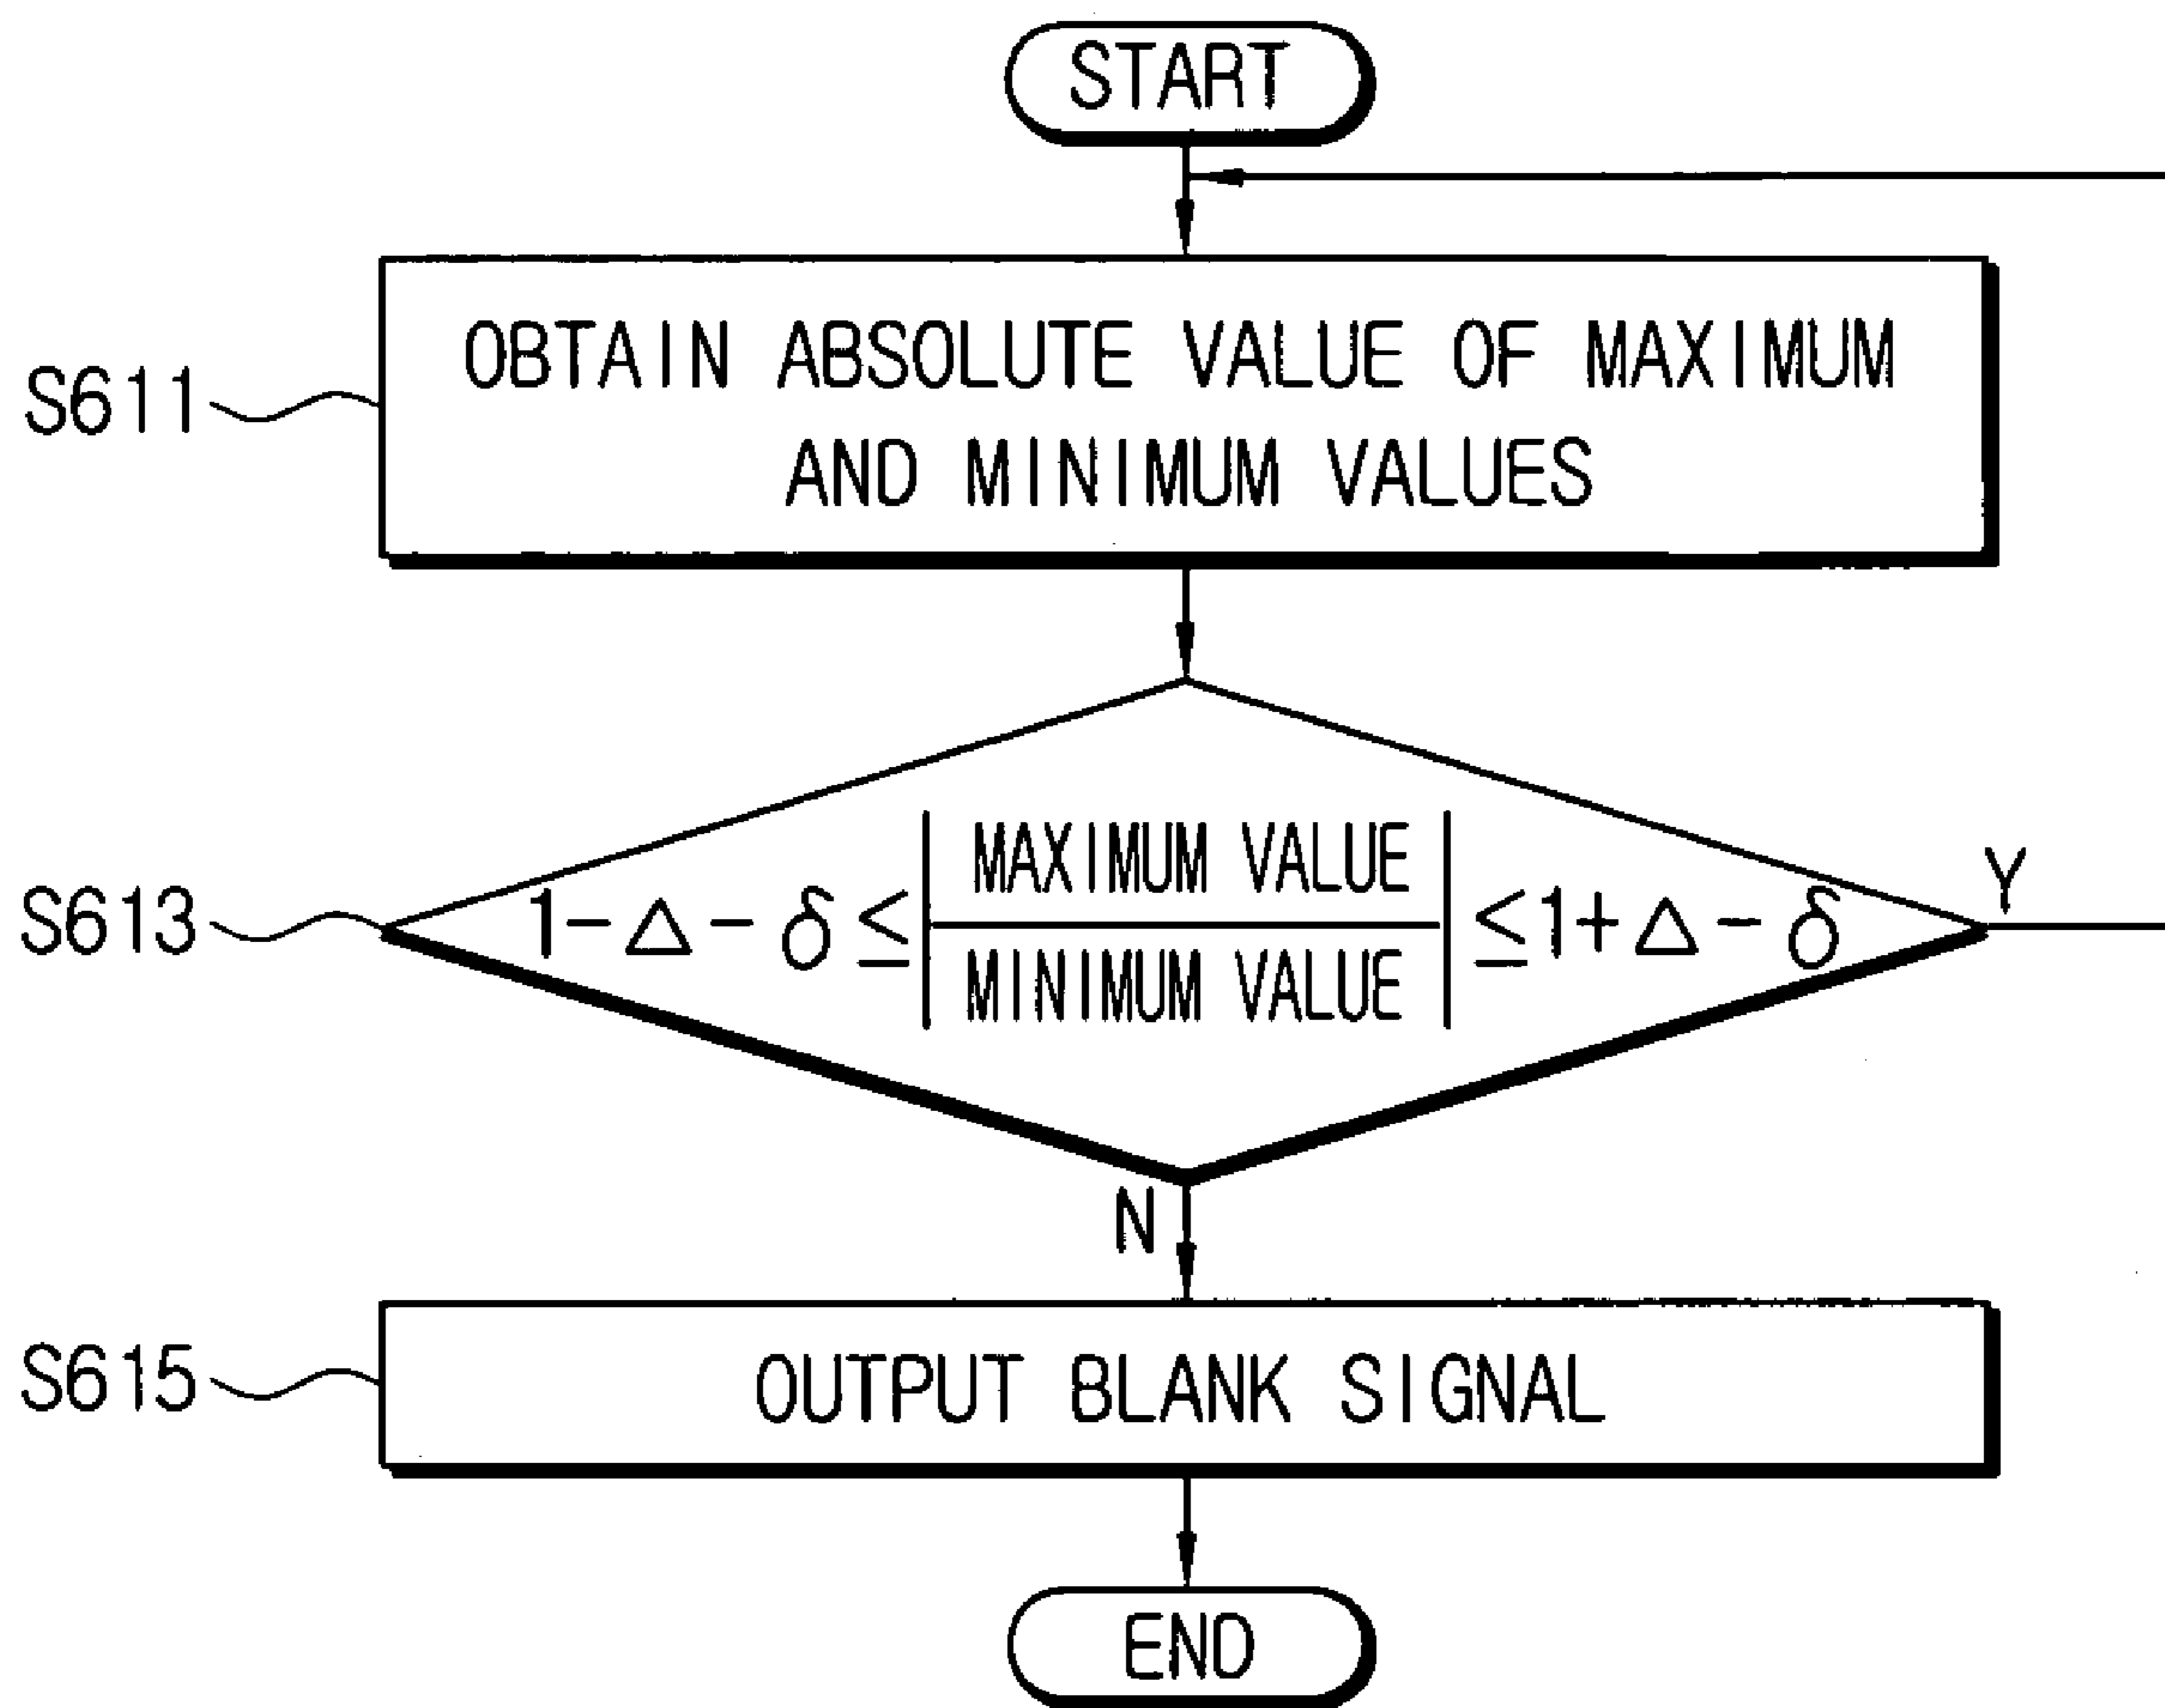 START
S611
OBTAIN ABSOLUTE VALUE OF MAXIMUM
AND MINIMUM VALUES
S613
1-△-δ≤|MAXIMUM VALUE
MINIMUM VALUE|≤1+△-δ
Y
N
S615
OUTPUT BLANK SIGNAL
END